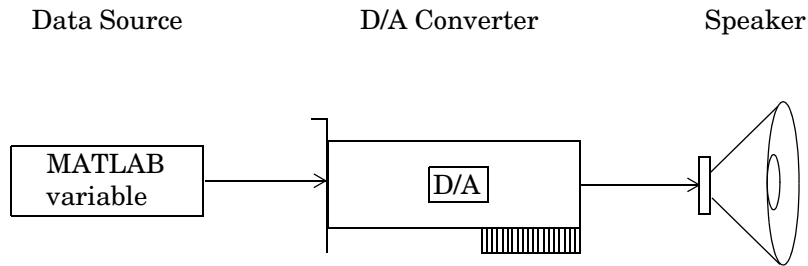 Data Source
D/A Converter
Speaker
MATLAB
variable
D/A